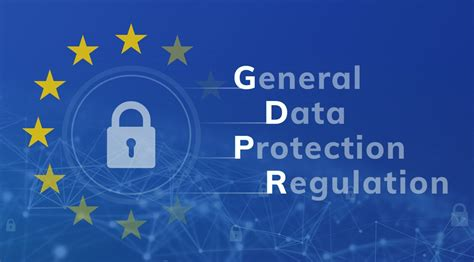 General
Data
Protection
Regulation